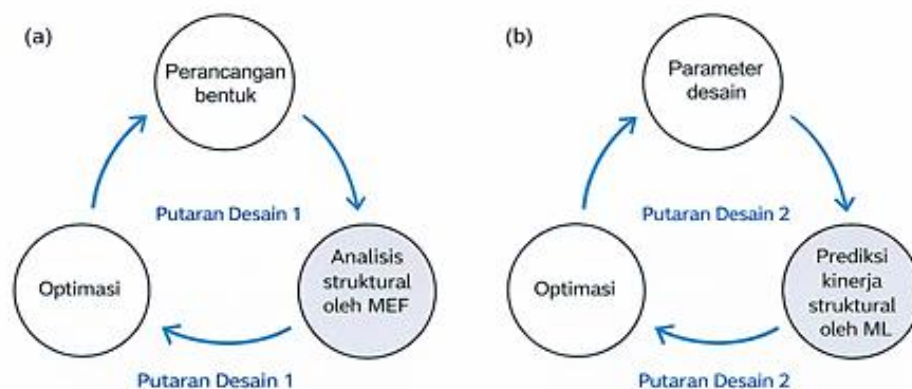 (a)
Perancangan
bentuk
Putaran Desain 1
Optimasi
Analisis
struktural
oleh MEF
Putaran Desain 1
(b)
Parameter
desain
Putaran Desain 2
Optimasi
Prediksi
kinerja
struktural
oleh ML
Putaran Desain 2